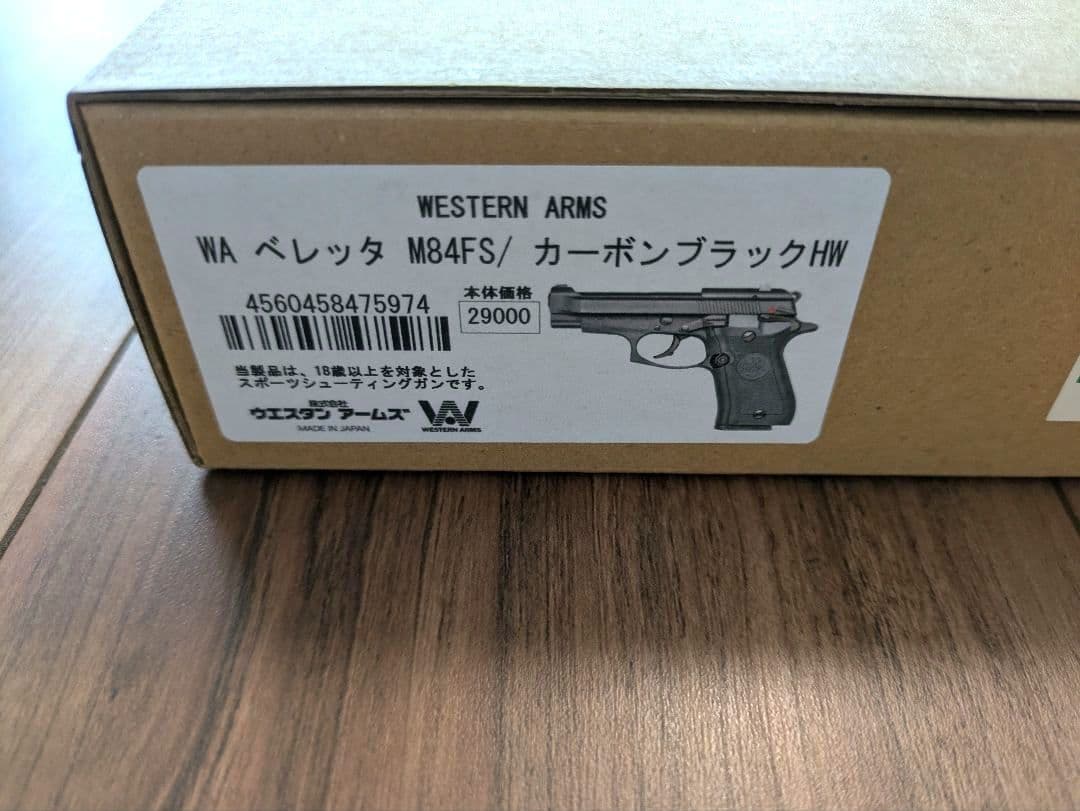 WESTERN ARMS
WA ベレッタ M84FS/ カーボンブラックHW
4560458475974
本体価格
29000
当製品は、18歳以上を対象とした
スポーツシューティングガンです。
株式会社
ウエスタン アームズ
MADE IN JAPAN
WA
WESTERN ARMS